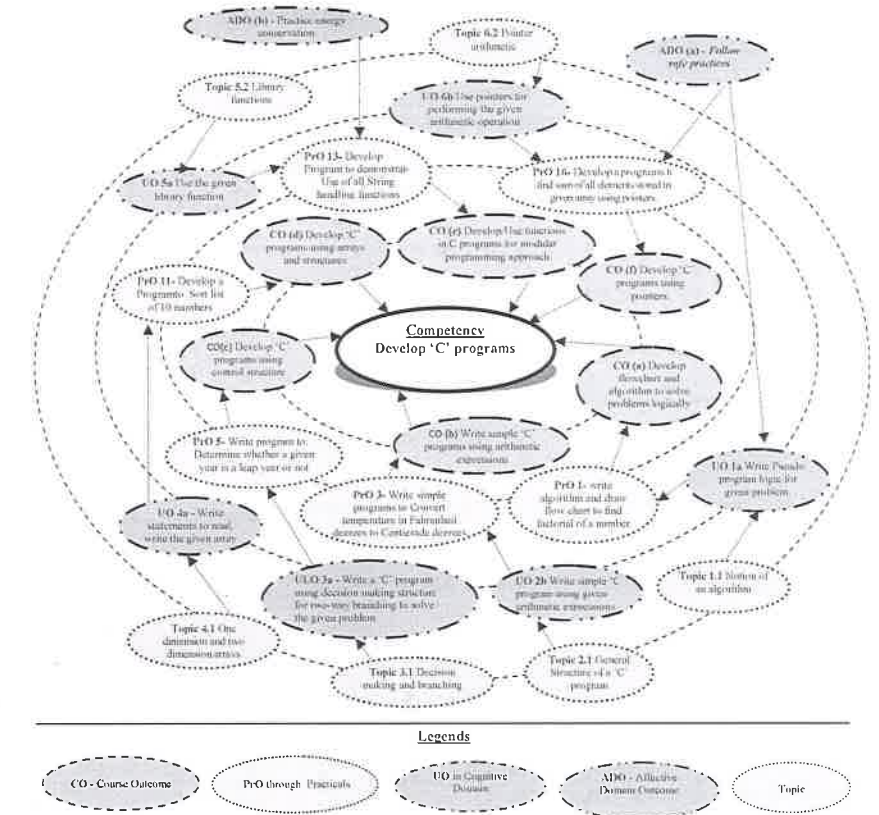 ADO (b) - Practice energy
conservation
Topic 6.2 Pointer
arithmetic
ADO (a) - Follow
safe practices
Topic 5.2 Library
functions
UO 6b Use pointers for
performing the given
arithmetic operation
PrO 13- Develop
Program to demonstrat-
Use of all String
handling functions
PrO 16- Develop a programs t
find sum of all elements stored in
given array using pointers.
UO 5a Use the given
library function
CO (d) Develop 'C'
programs using arrays
and structures
CO (e) Develop/Use functions
in C programs for modular
programming approach.
CO (f) Develop 'C'
programs using
pointers.
PrO 11- Develop a
Program to- Sort list
of 10 numbers
Competency
Develop 'C' programs
CO(c) Develop 'C'
programs using
control structure
CO (a) Develop
flowchart and
algorithm to solve
problems logically
CO (b) Write simple 'C'
programs using arithmetic
expressions
PrO 5- Write program to
Determine whether a given
year is a leap year or not
PrO 3- Write simple
programs to Convert
temperature in Fahrenheit
degrees to Centigrade degrees
PrO 1- write
algorithm and draw
flow chart to find
factorial of a number
UO 1a Write Pseudo
program logic for
given problem
UO 4a - Write
statements to read,
write the given array
ULO 3a - Write a 'C' program
using decision making structure
for two-way branching to solve
the given problem
UO 2b Write simple 'C'
program using given
arithmetic expressions
Topic 1.1 Notion of
an algorithm
Topic 4.1 One
dimension and two
dimension arrays
Topic 3.1 Decision
making and branching
Topic 2.1 General
Structure of a 'C'
program
Legends
CO - Course Outcome
PrO through Practicals
UO in Cognitive
Domain
ADO - Affective
Domain Outcome
Topic